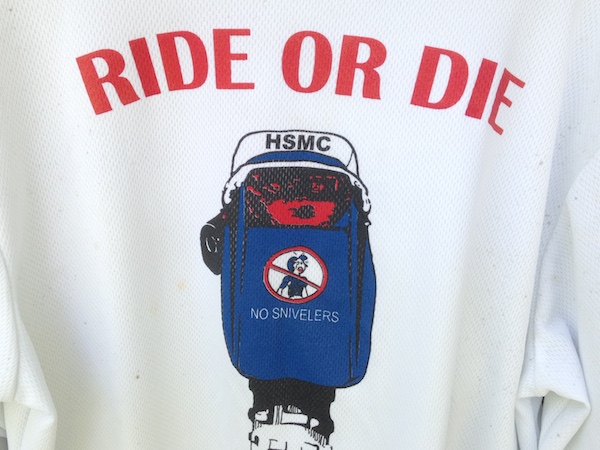 RIDE OR DIE
HSMC
NO SNIVELERS